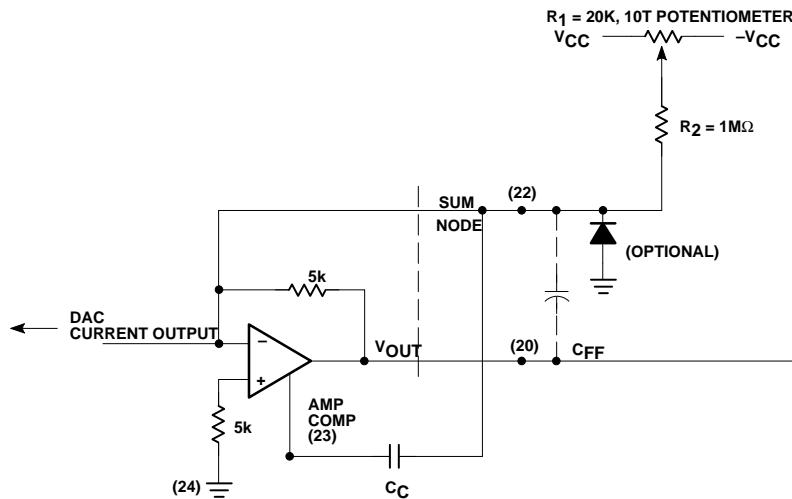 R1 = 20K, 10T POTENTIOMETER
VCC
–VCC
R2 = 1MΩ
(22)
SUM
NODE
(OPTIONAL)
5k
DAC
CURRENT OUTPUT
–
+
VOUT
(20)
CFF
5k
AMP
COMP
(23)
(24)
CC